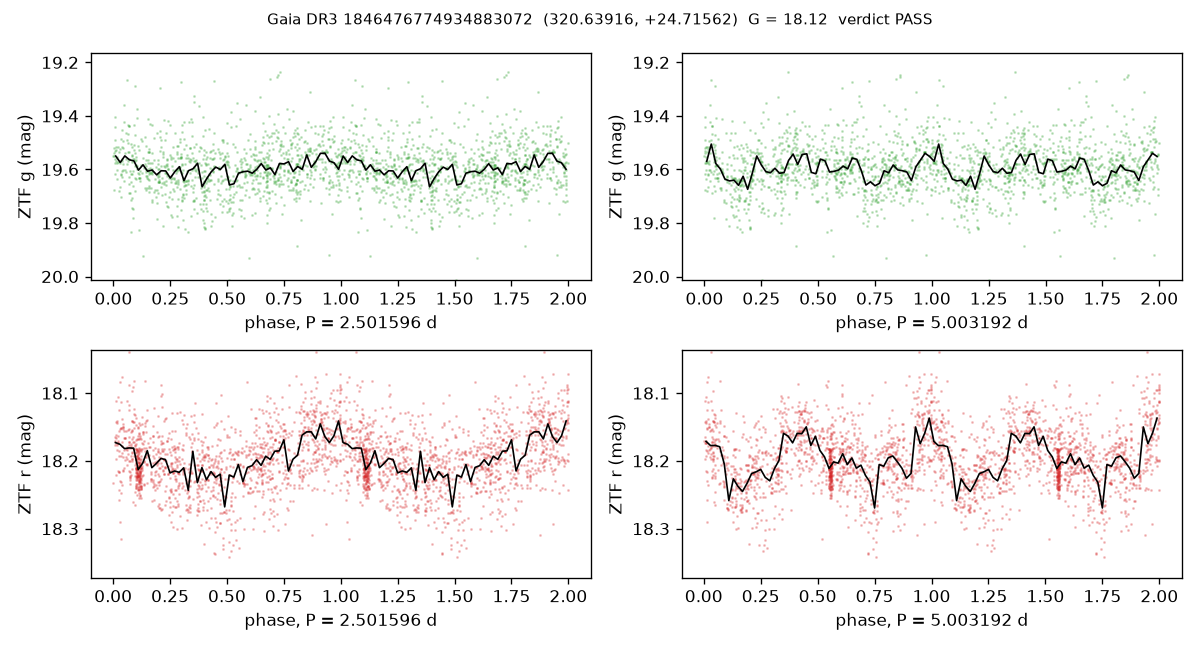 Gaia DR3 1846476774934883072 (320.63916, +24.71562) G = 18.12 verdict PASS
19.2
19.4
19.6
19.8
20.0
ZTF g (mag)
0.00 0.25 0.50 0.75 1.00 1.25 1.50 1.75 2.00
phase, P = 2.501596 d
19.2
19.4
19.6
19.8
20.0
ZTF g (mag)
0.00 0.25 0.50 0.75 1.00 1.25 1.50 1.75 2.00
phase, P = 5.003192 d
18.1
18.2
18.3
ZTF r (mag)
0.00 0.25 0.50 0.75 1.00 1.25 1.50 1.75 2.00
phase, P = 2.501596 d
18.1
18.2
18.3
ZTF r (mag)
0.00 0.25 0.50 0.75 1.00 1.25 1.50 1.75 2.00
phase, P = 5.003192 d